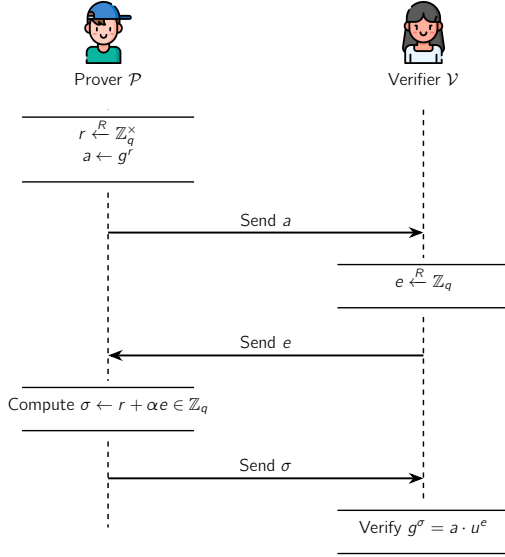 Prover 𝒫
Verifier 𝒱
r ←ᴿ ℤ_q^×
a ← g^r
Send a
e ←ᴿ ℤ_q
Send e
Compute σ ← r + αe ∈ ℤ_q
Send σ
Verify g^σ = a · u^e